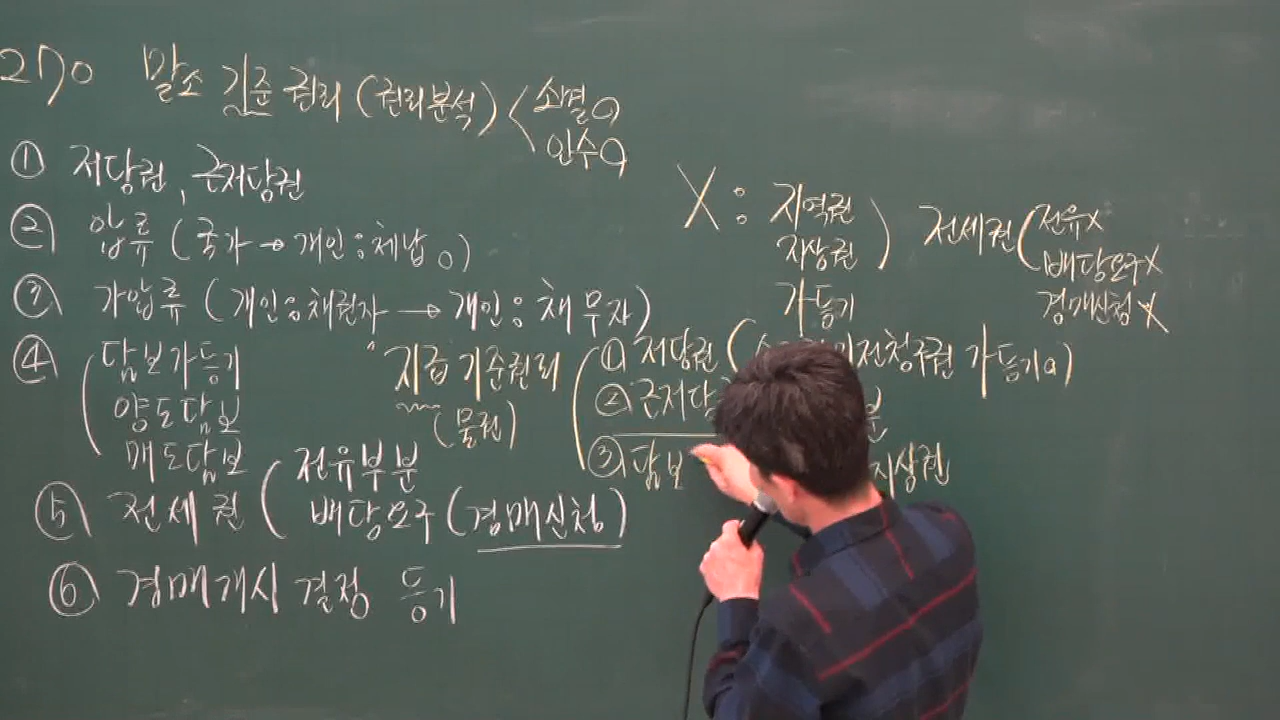 270 말소 기준 권리 (권리분석) < 소멸
인수
① 저당권, 근저당권
② 압류 (국가 → 개인 : 체납 o)
③ 가압류 (개인 : 채권자 → 개인 : 채무자)
④ 담보가등기
양도담보
매도담보
⑤ 전세권 ( 전유부분
배당요구 (경매신청)
⑥ 경매개시 결정 등기
지급 기준권리
(물권)
① 저당권 ( 이전청구권 가등기 )
② 근저당
③ 담보
지상권
X : 지역권
지상권
가등기
전세권 ( 전유x
배당요구x
경매신청x